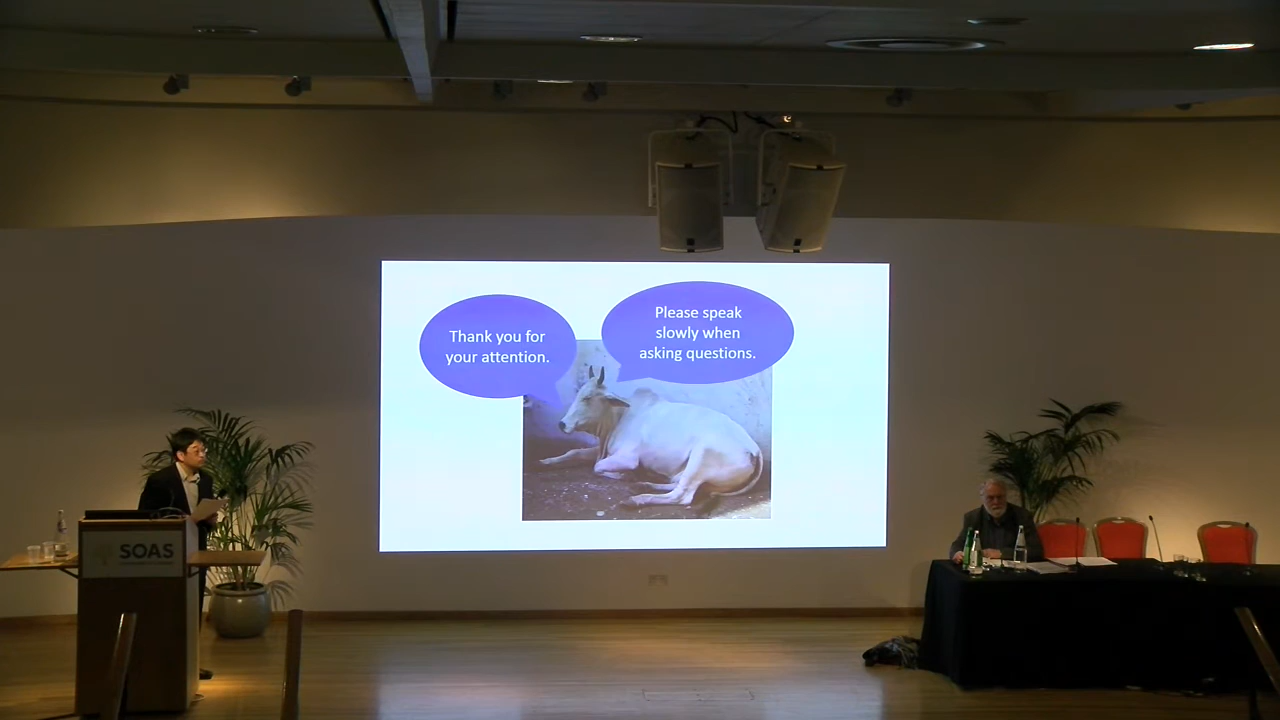 Thank you for
your attention.
Please speak
slowly when
asking questions.
SOAS